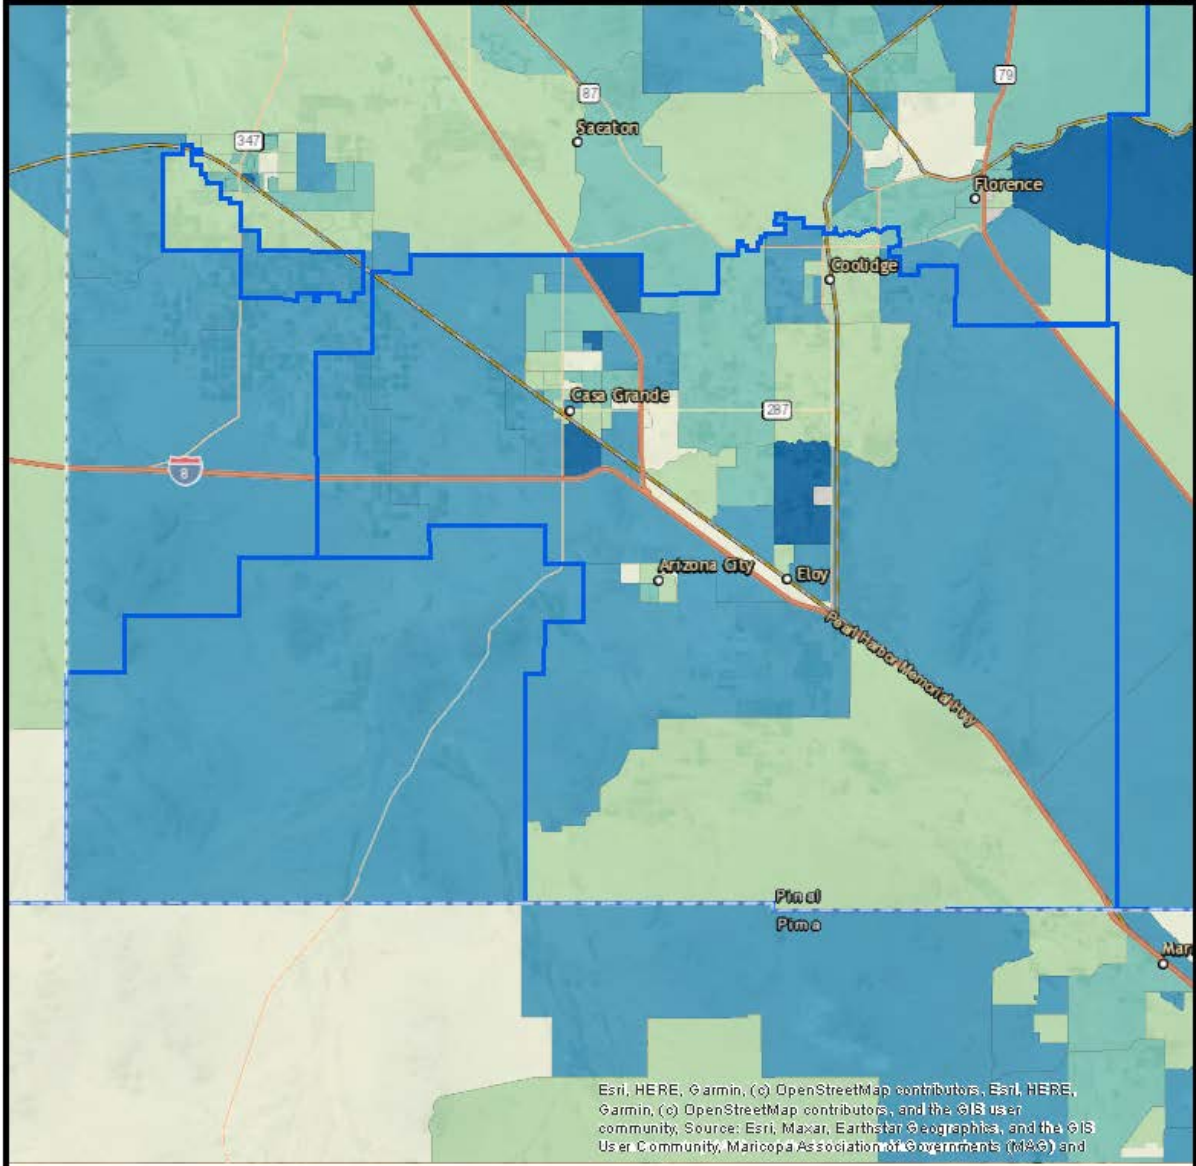 79
87
Sacaton
347
Florence
Coolidge
Casa Grande
287
8
Arizona City
Eloy
Pearl Harbor Memorial Hwy
Pinal
Pima
Mar
Esri, HERE, Garmin, (c) OpenStreetMap contributors, Esri, HERE,
Garmin, (c) OpenStreetMap contributors, and the GIS user
community, Source: Esri, Maxar, Earthstar Geographics, and the GIS
User Community, Maricopa Association of Governments (MAG) and